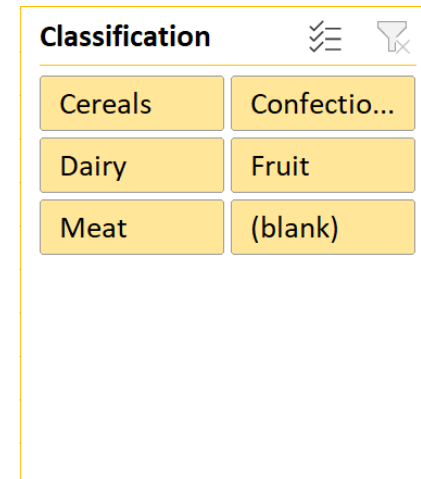 Classification
Cereals
Confectio...
Dairy
Fruit
Meat
(blank)